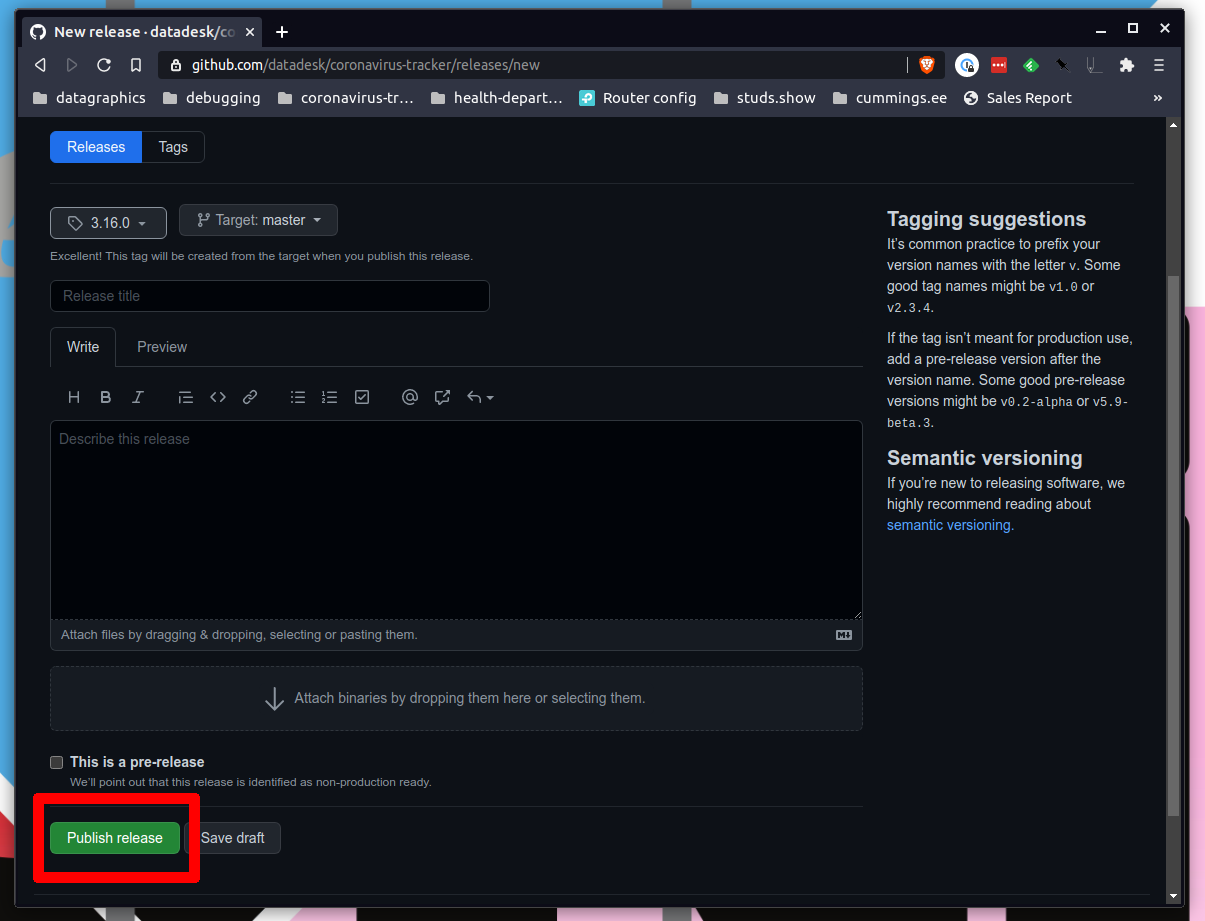 New release · datadesk/co
github.com/datadesk/coronavirus-tracker/releases/new
datagraphics
debugging
coronavirus-tr…
health-depart…
Router config
studs.show
cummings.ee
Sales Report
»
Releases
Tags
3.16.0
Target: master
Excellent! This tag will be created from the target when you publish this release.
Release title
Write
Preview
Describe this release
Attach files by dragging & dropping, selecting or pasting them.
Attach binaries by dropping them here or selecting them.
This is a pre-release
We'll point out that this release is identified as non-production ready.
Publish release
Save draft
Tagging suggestions
It's common practice to prefix your
version names with the letter v. Some
good tag names might be v1.0 or
v2.3.4.
If the tag isn't meant for production use,
add a pre-release version after the
version name. Some good pre-release
versions might be v0.2-alpha or v5.9-
beta.3.
Semantic versioning
If you're new to releasing software, we
highly recommend reading about
semantic versioning.